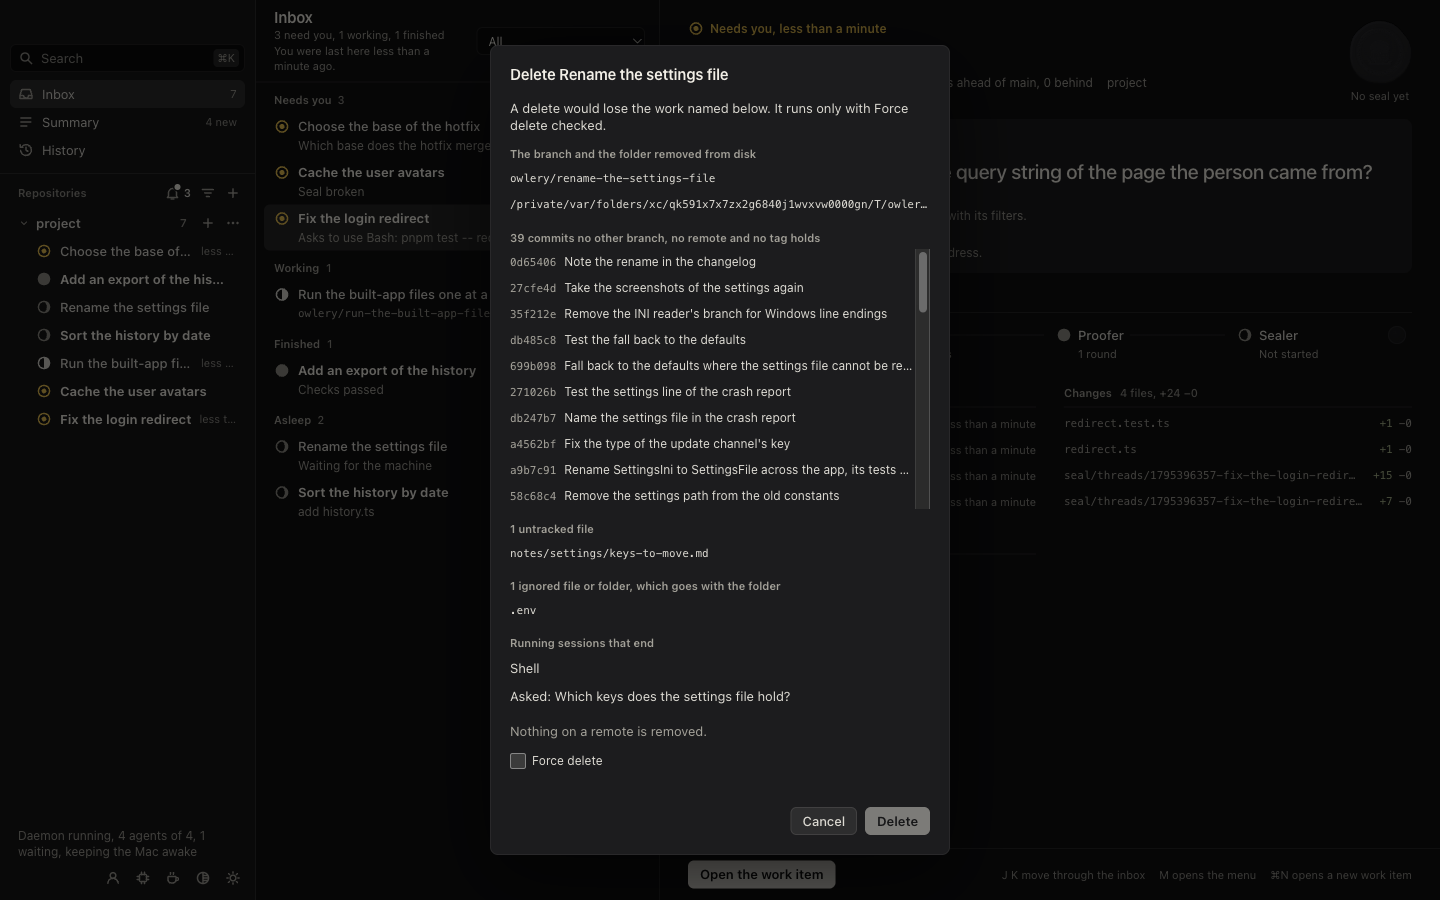 Search
⌘K
Inbox
7
Summary
4 new
History
Repositories
3
project
7
Choose the base of...
less ...
Add an export of the his...
Rename the settings file
Sort the history by date
Run the built-app fi...
less ...
Cache the user avatars
Fix the login redirect
less t...
Daemon running, 4 agents of 4, 1
waiting, keeping the Mac awake
Inbox
3 need you, 1 working, 1 finished
You were last here less than a
minute ago.
All
Needs you 3
Choose the base of the hotfix
Which base does the hotfix merge
Cache the user avatars
Seal broken
Fix the login redirect
Asks to use Bash: pnpm test -- re
Working 1
Run the built-app files one at a
owlery/run-the-built-app-file
Finished 1
Add an export of the history
Checks passed
Asleep 2
Rename the settings file
Waiting for the machine
Sort the history by date
add history.ts
Delete Rename the settings file
A delete would lose the work named below. It runs only with Force
delete checked.
The branch and the folder removed from disk
owlery/rename-the-settings-file
/private/var/folders/xc/qk591x7x7zx2g6840j1wvxvw0000gn/T/owler…
39 commits no other branch, no remote and no tag holds
0d65406 Note the rename in the changelog
27cfe4d Take the screenshots of the settings again
35f212e Remove the INI reader's branch for Windows line endings
db485c8 Test the fall back to the defaults
699b098 Fall back to the defaults where the settings file cannot be re...
271026b Test the settings line of the crash report
db247b7 Name the settings file in the crash report
a4562bf Fix the type of the update channel's key
a9b7c91 Rename SettingsIni to SettingsFile across the app, its tests ...
58c68c4 Remove the settings path from the old constants
1 untracked file
notes/settings/keys-to-move.md
1 ignored file or folder, which goes with the folder
.env
Running sessions that end
Shell
Asked: Which keys does the settings file hold?
Nothing on a remote is removed.
Force delete
Cancel
Delete
Needs you, less than a minute
s ahead of main, 0 behind
project
No seal yet
query string of the page the person came from?
with its filters.
dress.
Proofer
1 round
Sealer
Not started
Changes 4 files, +24 −0
ss than a minute
redirect.test.ts
+1 −0
ss than a minute
redirect.ts
+1 −0
ss than a minute
seal/threads/1795396357-fix-the-login-redir…
+15 −0
ss than a minute
seal/threads/1795396357-fix-the-login-redire…
+7 −0
Open the work item
J K move through the inbox
M opens the menu
⌘N opens a new work item